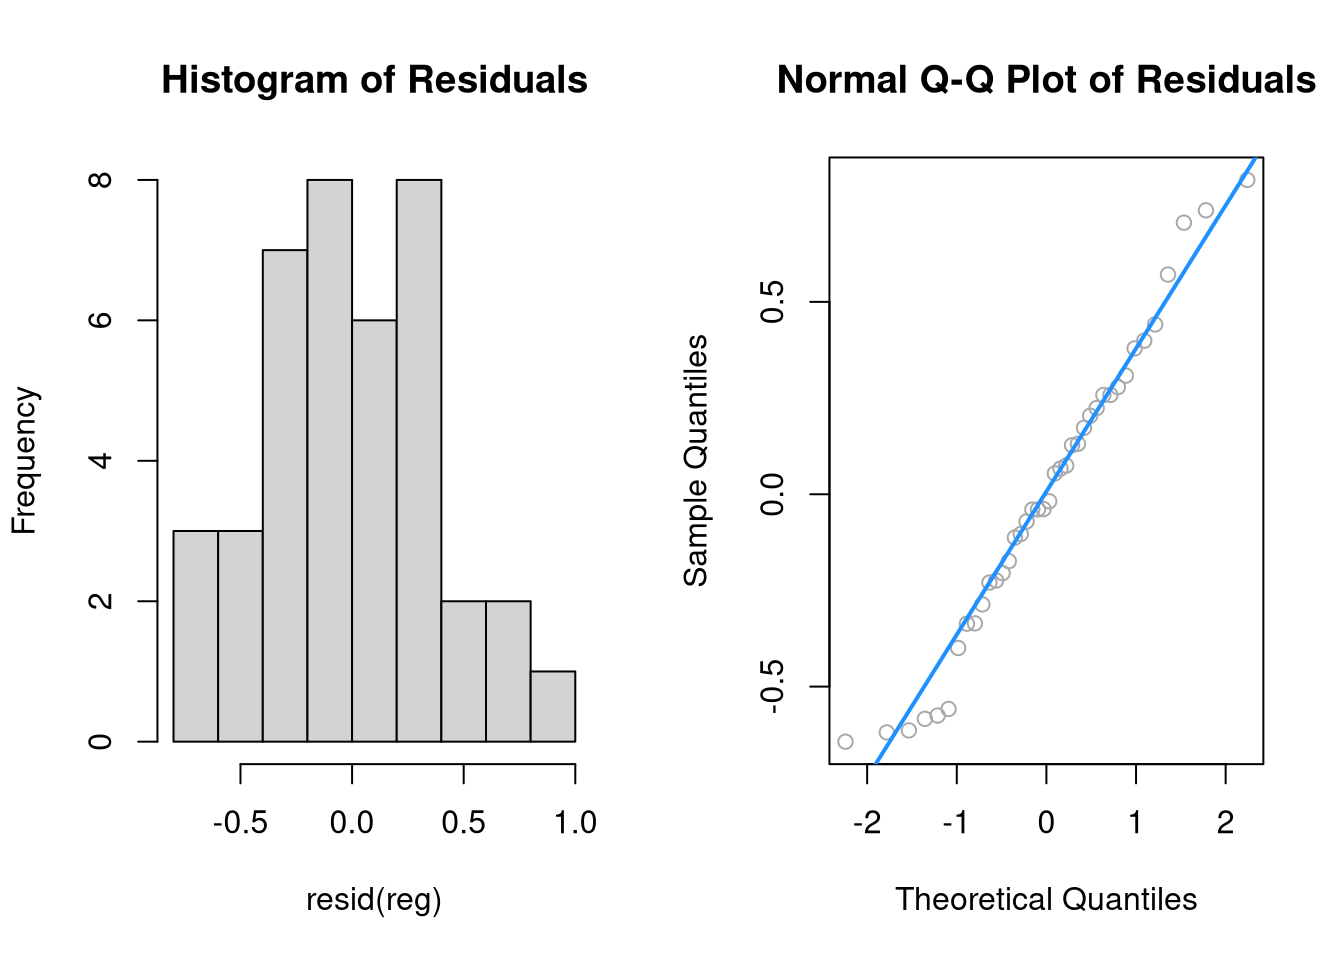 Histogram of Residuals
Frequency
0
2
4
6
8
-0.5 0.0 0.5 1.0
resid(reg)
Normal Q-Q Plot of Residuals
Sample Quantiles
-0.5
0.0
0.5
-2 -1 0 1 2
Theoretical Quantiles